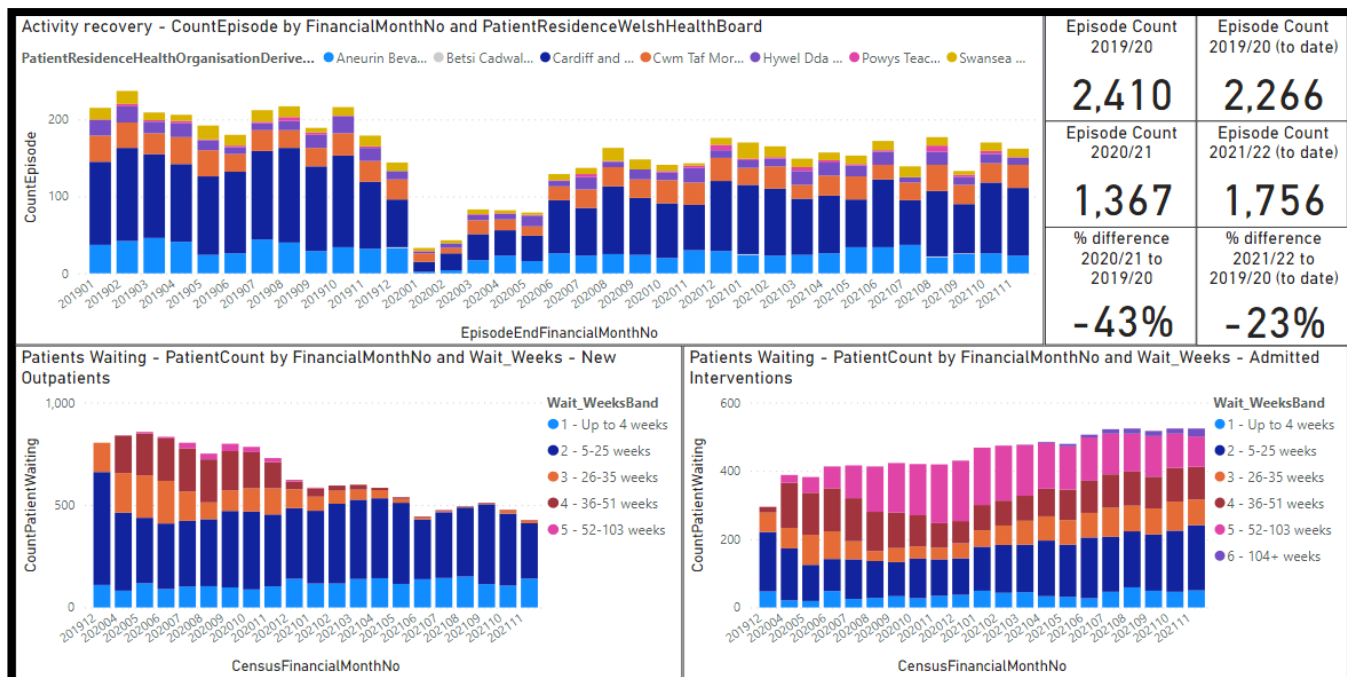 Activity recovery - CountEpisode by FinancialMonthNo and PatientResidenceWelshHealthBoard
PatientResidenceHealthOrganisationDerive... Aneurin Beva... Betsi Cadwal... Cardiff and ... Cwm Taf Mor... Hywel Dda ... Powys Teac... Swansea ...
CountEpisode
200
100
0
201901 201902 201903 201904 201905 201906 201907 201908 201909 201910 201911 201912 202001 202002 202003 202004 202005 202006 202007 202008 202009 202010 202011 202012 202101 202102 202103 202104 202105 202106 202107 202108 202109 202110 202111
EpisodeEndFinancialMonthNo
Episode Count
2019/20
2,410
Episode Count
2019/20 (to date)
2,266
Episode Count
2020/21
1,367
Episode Count
2021/22 (to date)
1,756
% difference
2020/21 to
2019/20
-43%
% difference
2021/22 to
2019/20 (to date)
-23%
Patients Waiting - PatientCount by FinancialMonthNo and Wait_Weeks - New
Outpatients
CountPatientWaiting
1,000
500
0
201912 202004 202005 202006 202007 202008 202009 202010 202011 202012 202101 202102 202103 202104 202105 202106 202107 202108 202109 202110 202111
CensusFinancialMonthNo
Wait_WeeksBand
1 - Up to 4 weeks
2 - 5-25 weeks
3 - 26-35 weeks
4 - 36-51 weeks
5 - 52-103 weeks
Patients Waiting - PatientCount by FinancialMonthNo and Wait_Weeks - Admitted
Interventions
CountPatientWaiting
600
400
200
0
201912 202004 202005 202006 202007 202008 202009 202010 202011 202012 202101 202102 202103 202104 202105 202106 202107 202108 202109 202110 202111
CensusFinancialMonthNo
Wait_WeeksBand
1 - Up to 4 weeks
2 - 5-25 weeks
3 - 26-35 weeks
4 - 36-51 weeks
5 - 52-103 weeks
6 - 104+ weeks